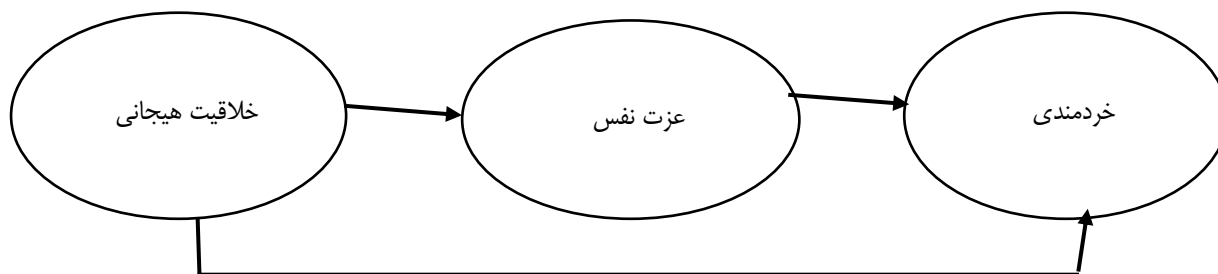 خلاقیت هیجانی
عزت نفس
خردمندی